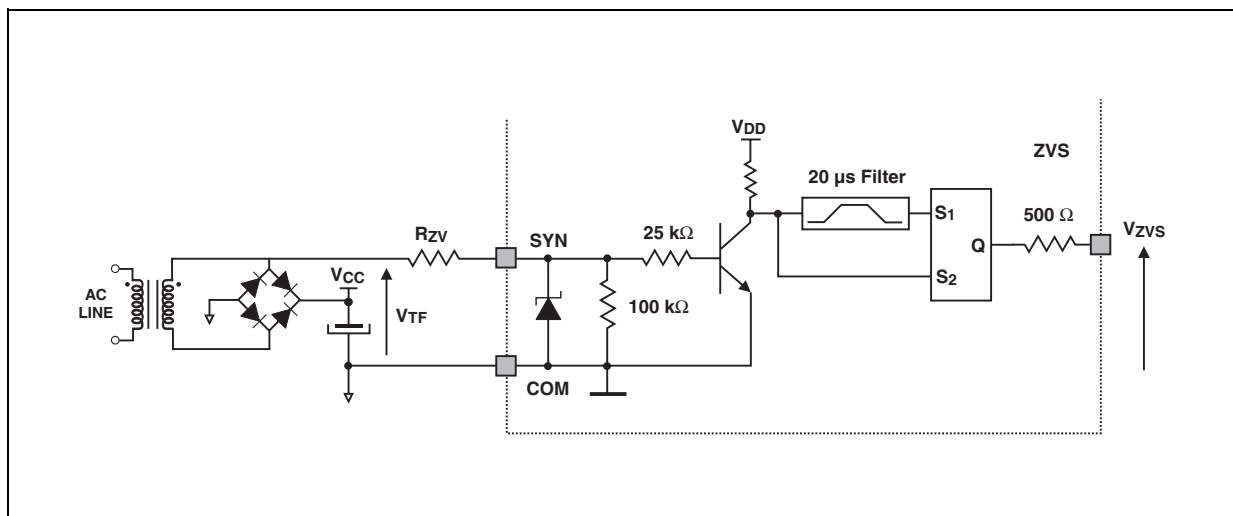 VDD
ZVS
20 µs Filter
S1
500 Ω
RZV
SYN
25 kΩ
Q
VZVS
VCC
S2
AC
LINE
VTF
100 kΩ
COM